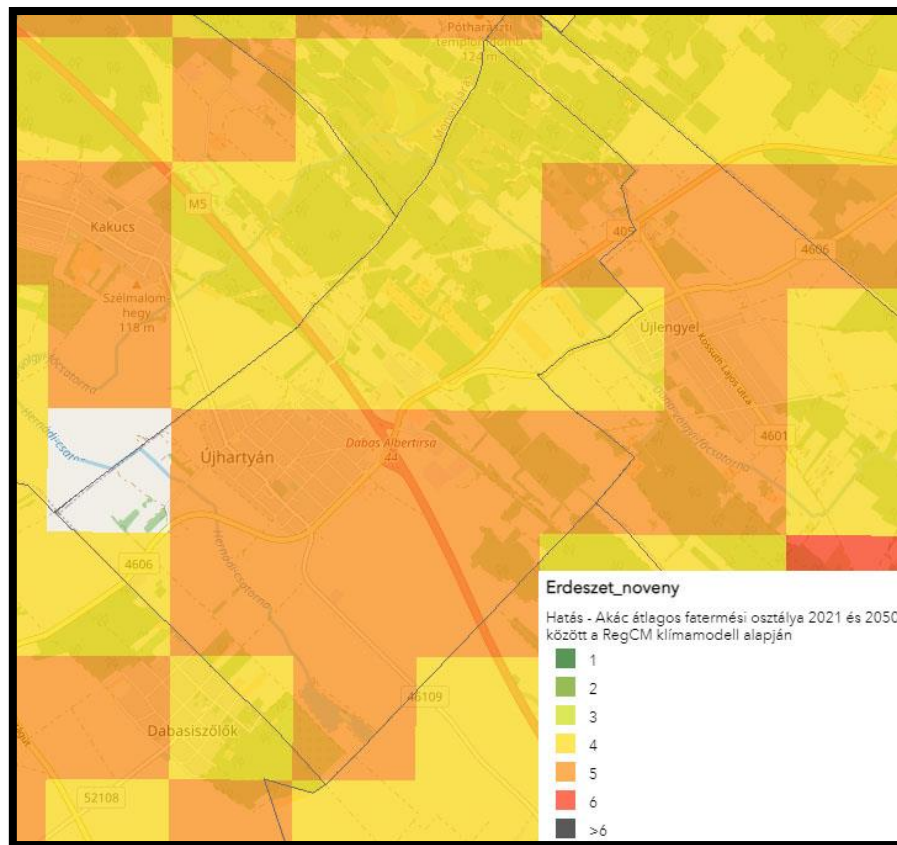 Pótharaszti
templom romb
124 m
M5
Kakucs
405
4606
Szélmalom
hegy
118 m
Újlengyel
Kossuth Lajos utca
4601
Újhartyán
Dabas Albertirsa
44
4606
46109
Dabasiszőlők
52108
Erdeszet_noveny
Hatás - Akác átlagos fatermési osztálya 2021 és 2050
között a RegCM klímamodell alapján
1
2
3
4
5
6
>6